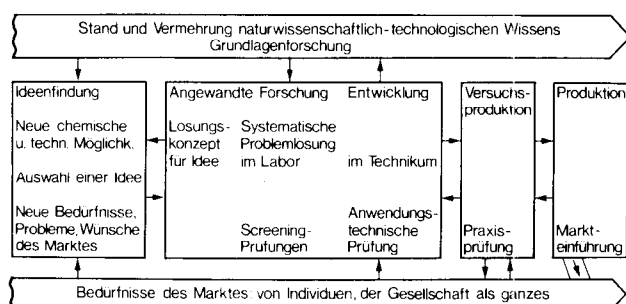 Stand und Vermehrung naturwissenschaftlich-technologischen Wissens
Grundlagenforschung
Ideenfindung
Neue chemische
u. techn. Möglichk.
Auswahl einer Idee
Neue Bedürfnisse,
Probleme, Wünsche
des Marktes
Angewandte Forschung
Entwicklung
Losungs-
konzept
fur Idee
Systematische
Problemlosung
im Labor
im Technikum
Screening-
Prufungen
Anwendungs-
technische
Prüfung
Versuchs-
produktion
Praxis-
prüfung
Produktion
Markt-
einführung
Bedürfnisse des Marktes: von Individuen, der Gesellschaft als ganzes